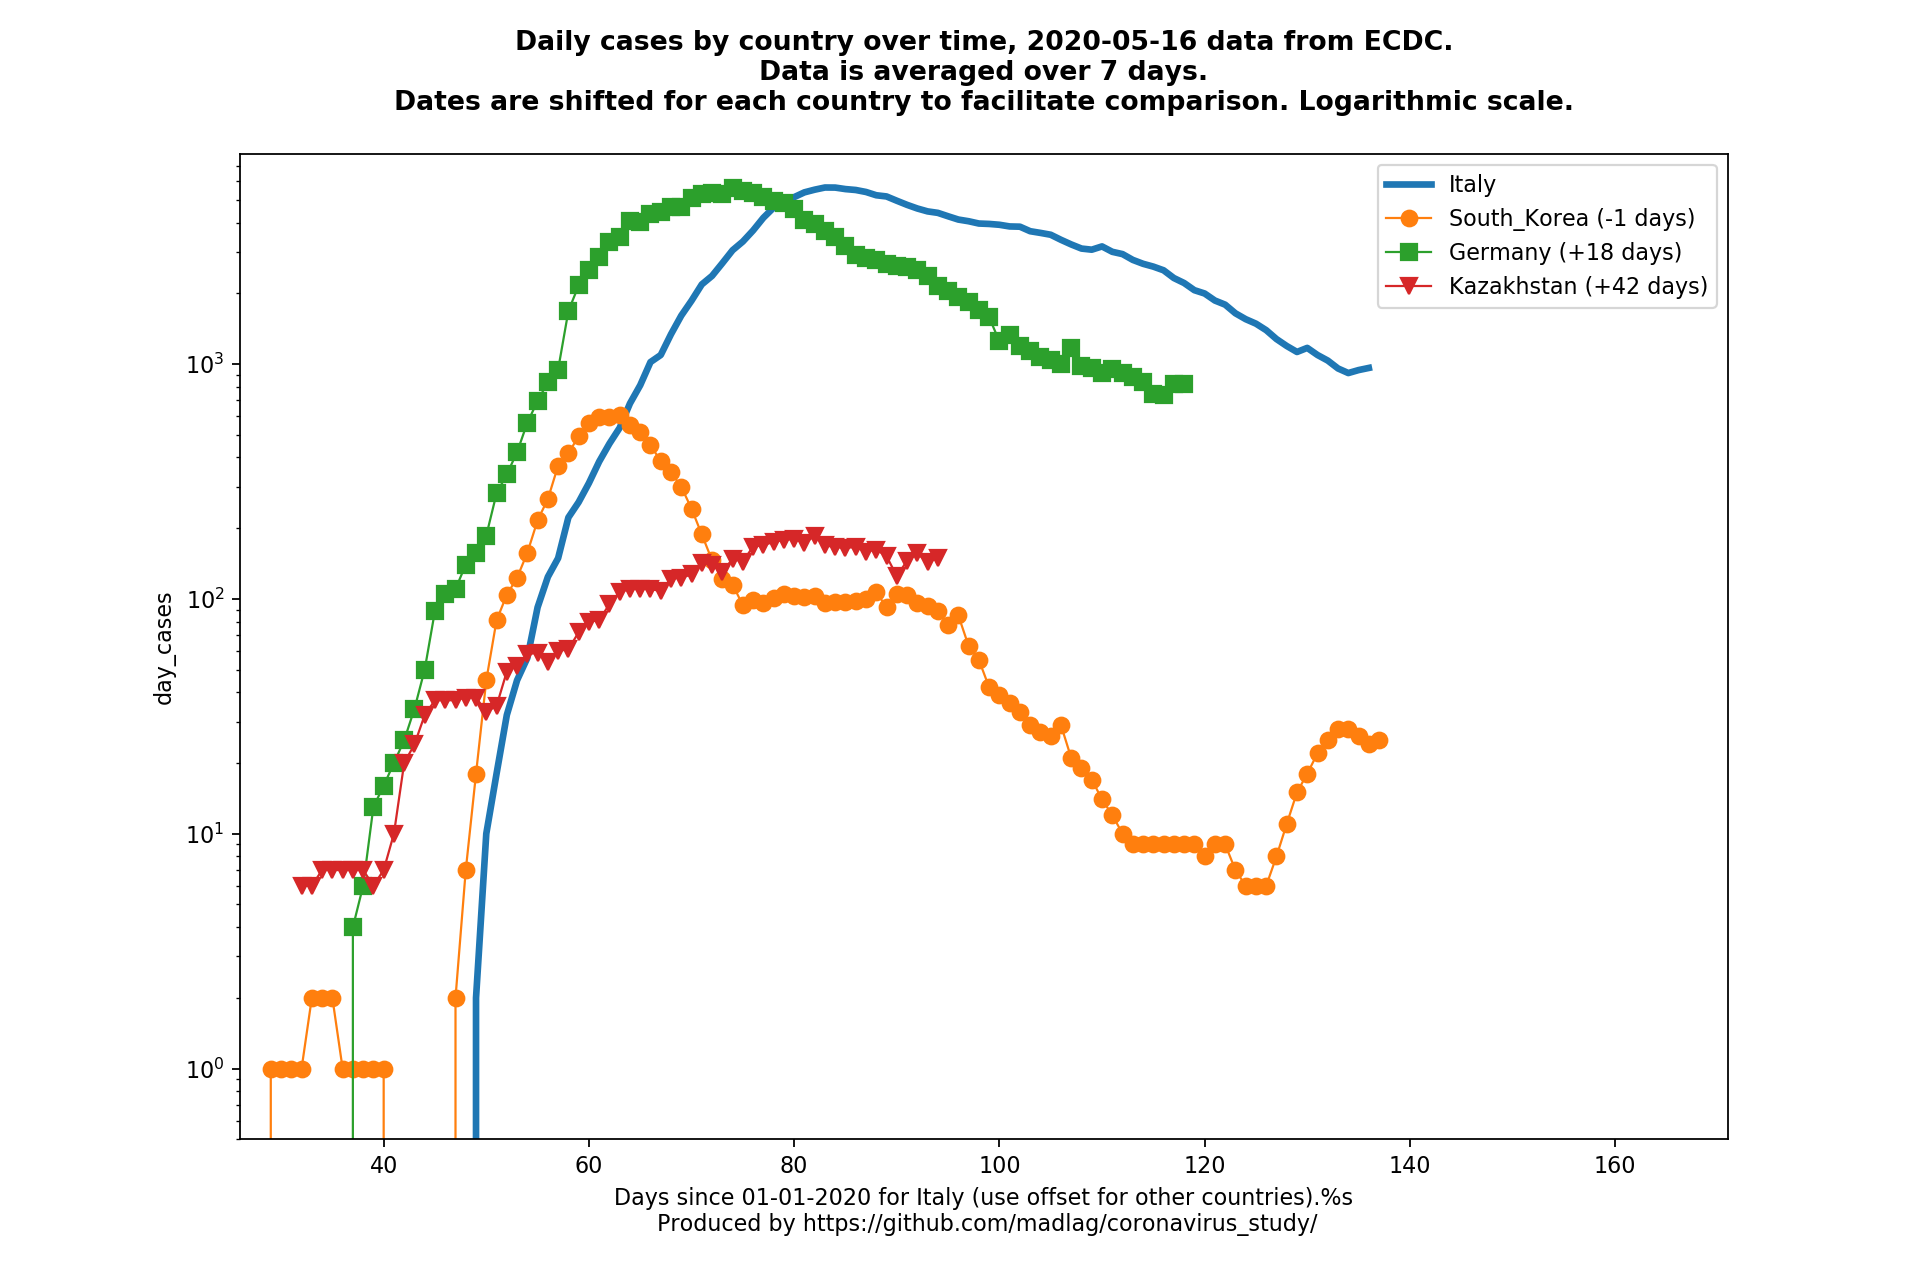 Daily cases by country over time, 2020-05-16 data from ECDC.
Data is averaged over 7 days.
Dates are shifted for each country to facilitate comparison. Logarithmic scale.
Italy
South_Korea (-1 days)
Germany (+18 days)
Kazakhstan (+42 days)
day_cases
10³
10²
10¹
10⁰
40 60 80 100 120 140 160
Days since 01-01-2020 for Italy (use offset for other countries).%s
Produced by https://github.com/madlag/coronavirus_study/